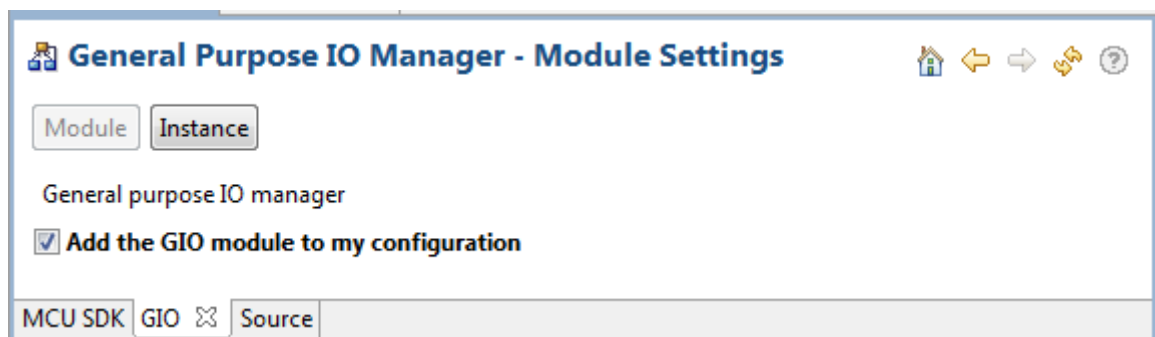 General Purpose IO Manager - Module Settings
Module Instance
General purpose IO manager
Add the GIO module to my configuration
MCU SDK GIO Source